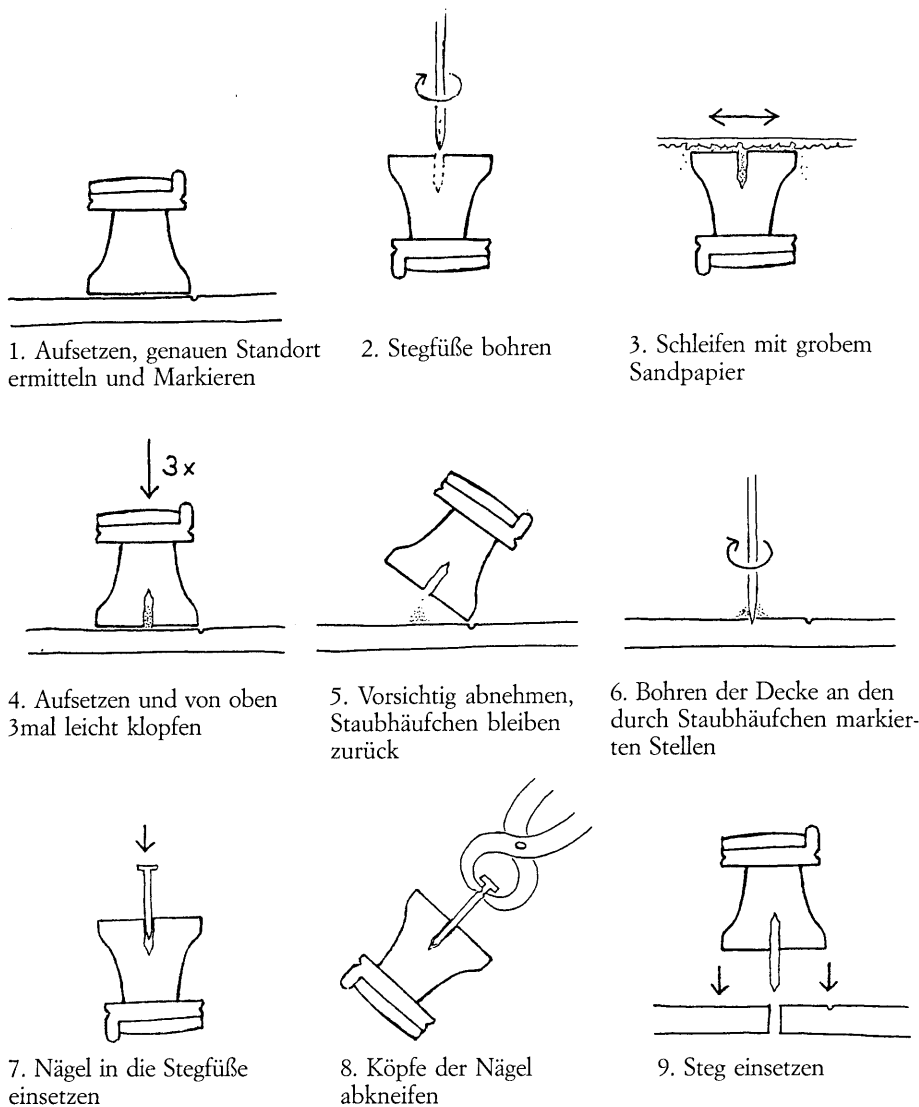 1. Aufsetzen, genauen Standort
ermitteln und Markieren
2. Stegfüße bohren
3. Schleifen mit grobem
Sandpapier
3x
4. Aufsetzen und von oben
3mal leicht klopfen
5. Vorsichtig abnehmen,
Staubhäufchen bleiben
zurück
6. Bohren der Decke an den
durch Staubhäufchen markier-
ten Stellen
7. Nägel in die Stegfüße
einsetzen
8. Köpfe der Nägel
abkneifen
9. Steg einsetzen